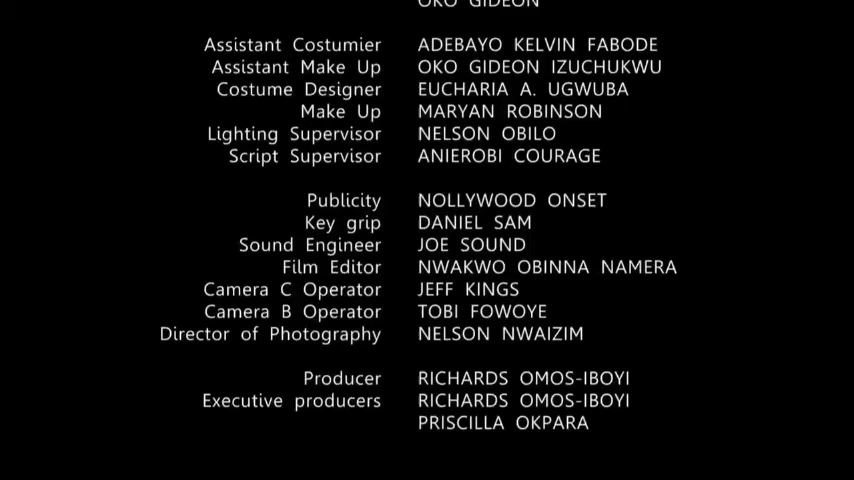 OKO GIDEON
Assistant Costumier ADEBAYO KELVIN FABODE
Assistant Make Up OKO GIDEON IZUCHUKWU
Costume Designer EUCHARIA A. UGWUBA
Make Up MARYAN ROBINSON
Lighting Supervisor NELSON OBILO
Script Supervisor ANIEROBI COURAGE
Publicity NOLLYWOOD ONSET
Key grip DANIEL SAM
Sound Engineer JOE SOUND
Film Editor NWAKWO OBINNA NAMERA
Camera C Operator JEFF KINGS
Camera B Operator TOBI FOWOYE
Director of Photography NELSON NWAIZIM
Producer RICHARDS OMOS-IBOYI
Executive producers RICHARDS OMOS-IBOYI
PRISCILLA OKPARA